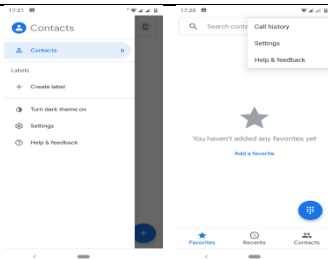 17:21
Contacts
Contacts 0
Labels
Create label
Turn dark theme on
Settings
Help & feedback
17:20
Search conta
Call history
Settings
Help & feedback
You haven't added any favorites yet
Add a favorite
Favorites Recents Contacts